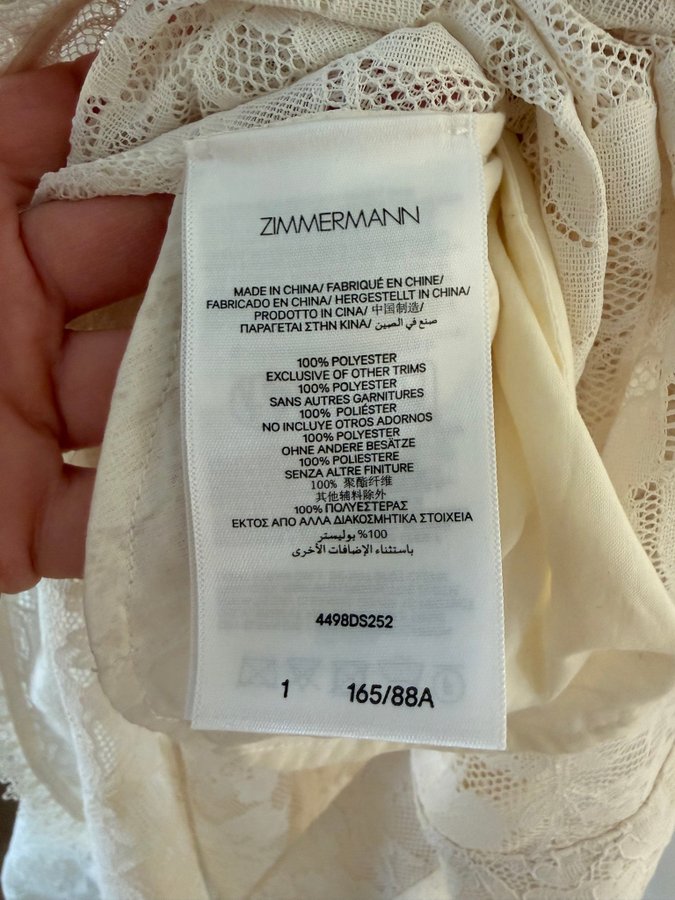 ZIMMERMANN
MADE IN CHINA/ FABRIQUÉ EN CHINE/
FABRICADO EN CHINA/ HERGESTELLT IN CHINA/
PRODOTTO IN CINA/ 中国制造/
ΠΑΡΑΓΕΤΑΙ ΣΤΗΝ ΚΙΝΑ/ صنع في الصين
100% POLYESTER
EXCLUSIVE OF OTHER TRIMS
100% POLYESTER
SANS AUTRES GARNITURES
100% POLIÉSTER
NO INCLUYE OTROS ADORNOS
100% POLYESTER
OHNE ANDERE BESÄTZE
100% POLIESTERE
SENZA ALTRE FINITURE
100% 聚酯纤维
其他辅料除外
100% ΠΟΛΥΕΣΤΕΡΑΣ
ΕΚΤΟΣ ΑΠΟ ΑΛΛΑ ΔΙΑΚΟΣΜΗΤΙΚΑ ΣΤΟΙΧΕΙΑ
100% بوليستر
باستثناء الإضافات الأخرى
4498DS252
1 165/88A